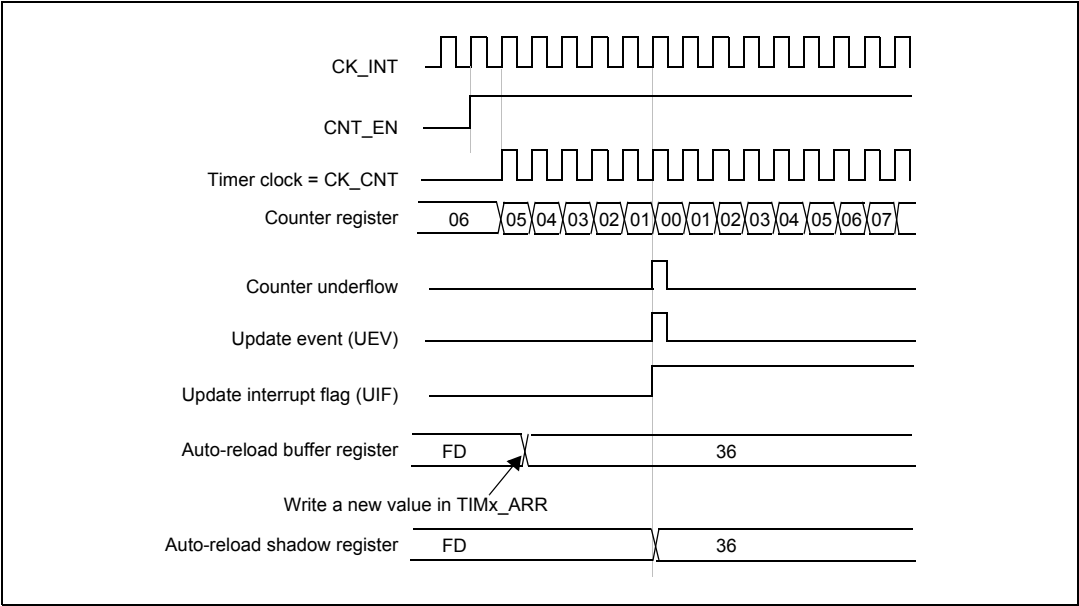 CK_INT
CNT_EN
Timer clock = CK_CNT
Counter register 06 05 04 03 02 01 00 01 02 03 04 05 06 07
Counter underflow
Update event (UEV)
Update interrupt flag (UIF)
Auto-reload buffer register FD 36
Write a new value in TIMx_ARR
Auto-reload shadow register FD 36